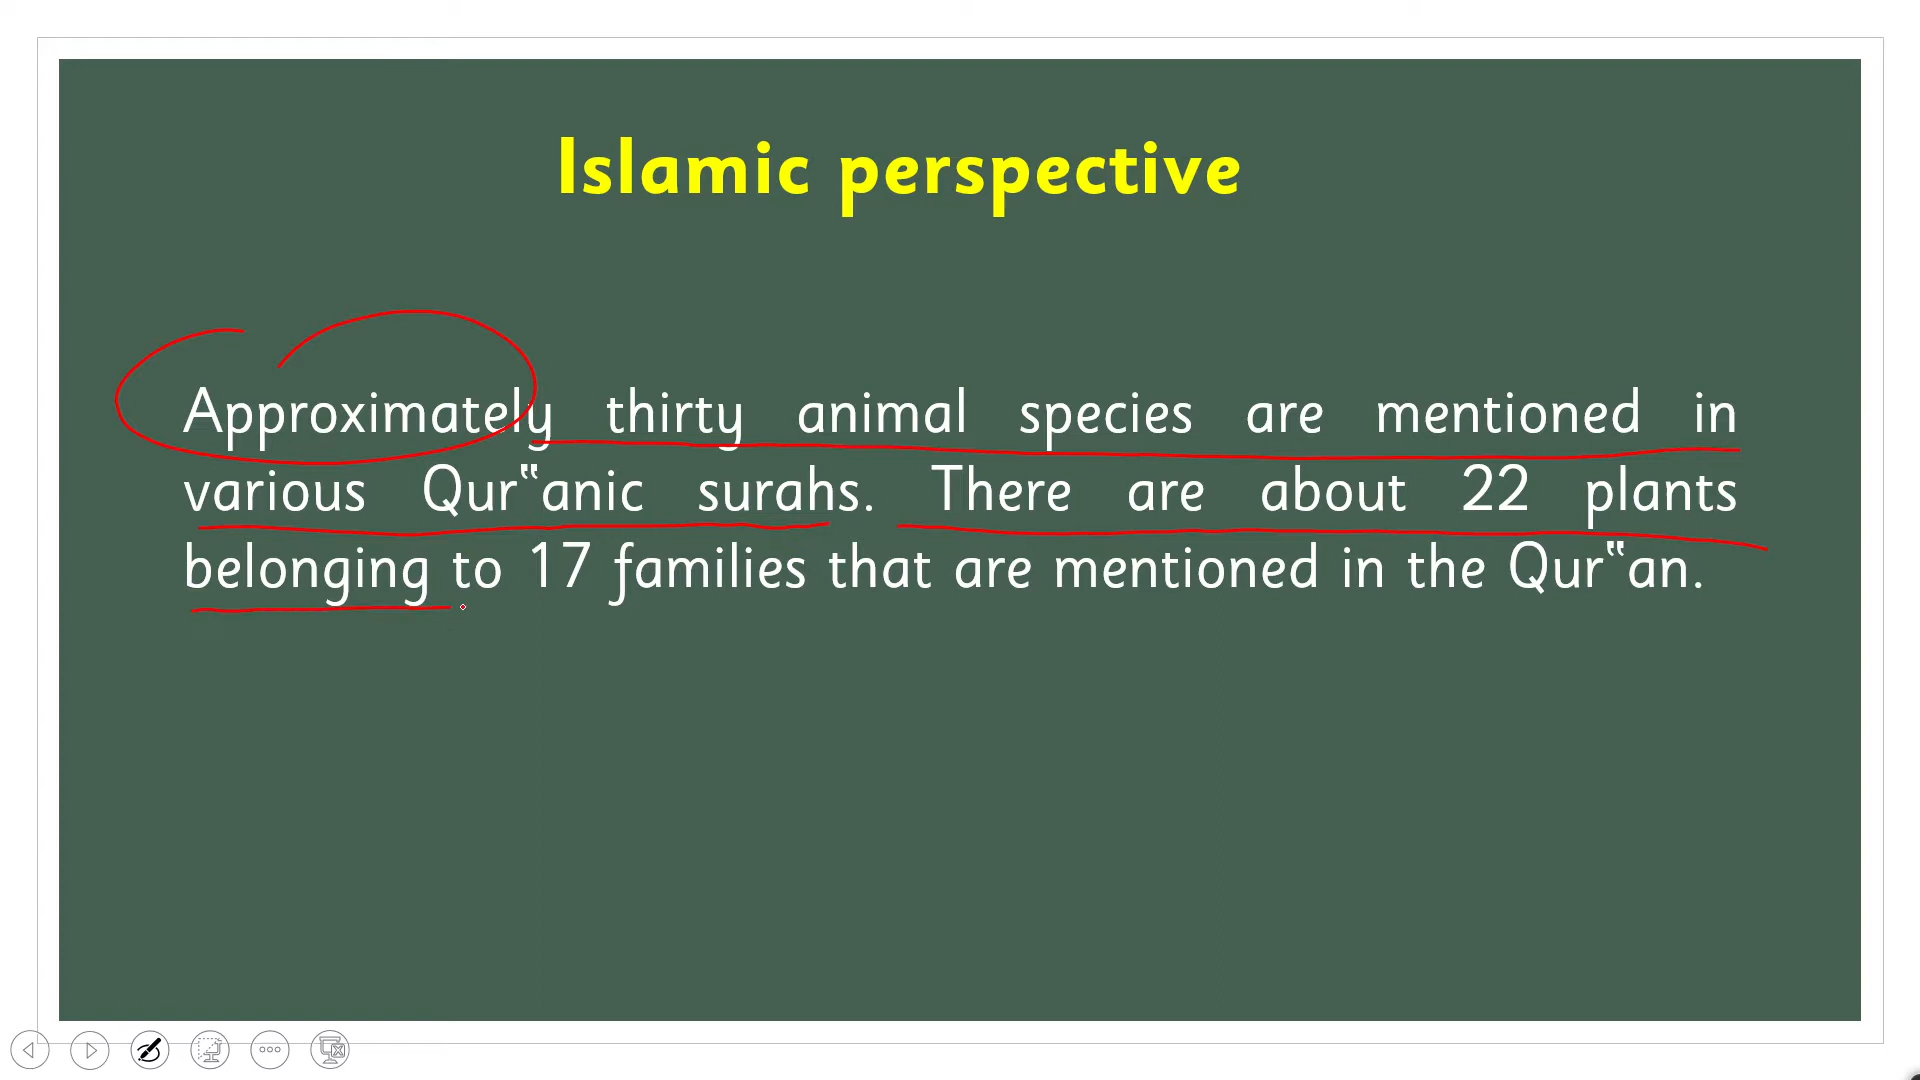 Islamic perspective
Approximately thirty animal species are mentioned in
various Qur‟anic surahs. There are about 22 plants
belonging to 17 families that are mentioned in the Qur‟an.